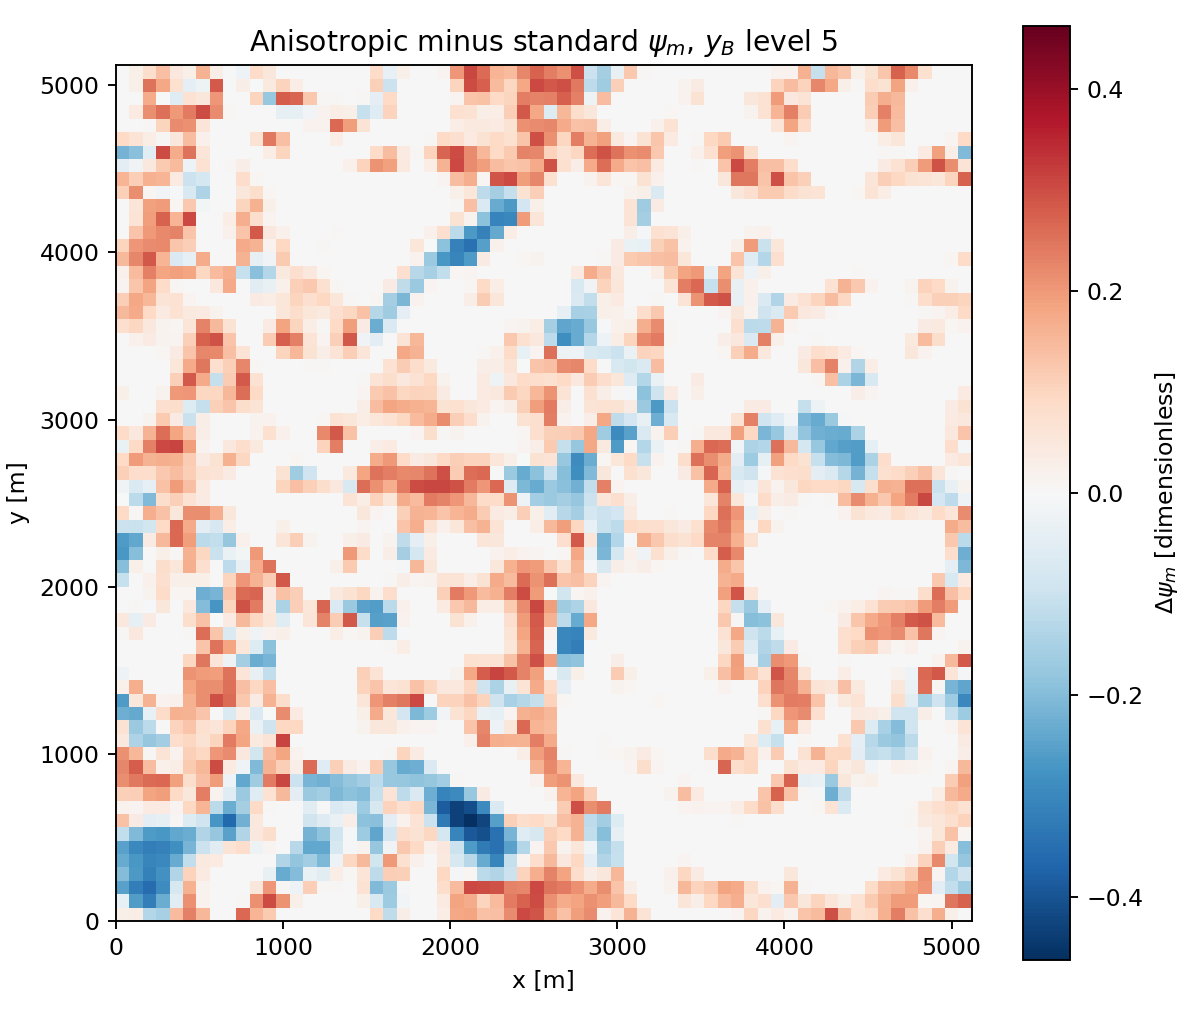 Anisotropic minus standard ψₘ, y_B level 5
5000
4000
3000
2000
1000
0
y [m]
0 1000 2000 3000 4000 5000
x [m]
0.4
0.2
0.0
−0.2
−0.4
Δψₘ [dimensionless]